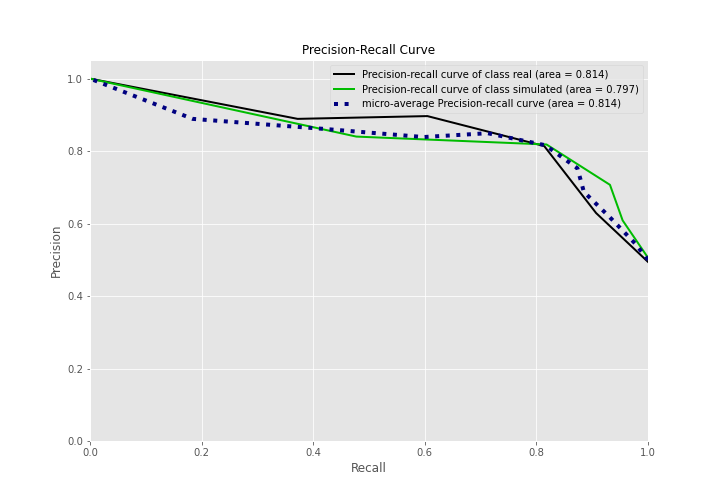 Precision-Recall Curve
Precision-recall curve of class real (area = 0.814)
Precision-recall curve of class simulated (area = 0.797)
micro-average Precision-recall curve (area = 0.814)
1.0
0.8
0.6
0.4
0.2
0.0
Precision
0.0 0.2 0.4 0.6 0.8 1.0
Recall